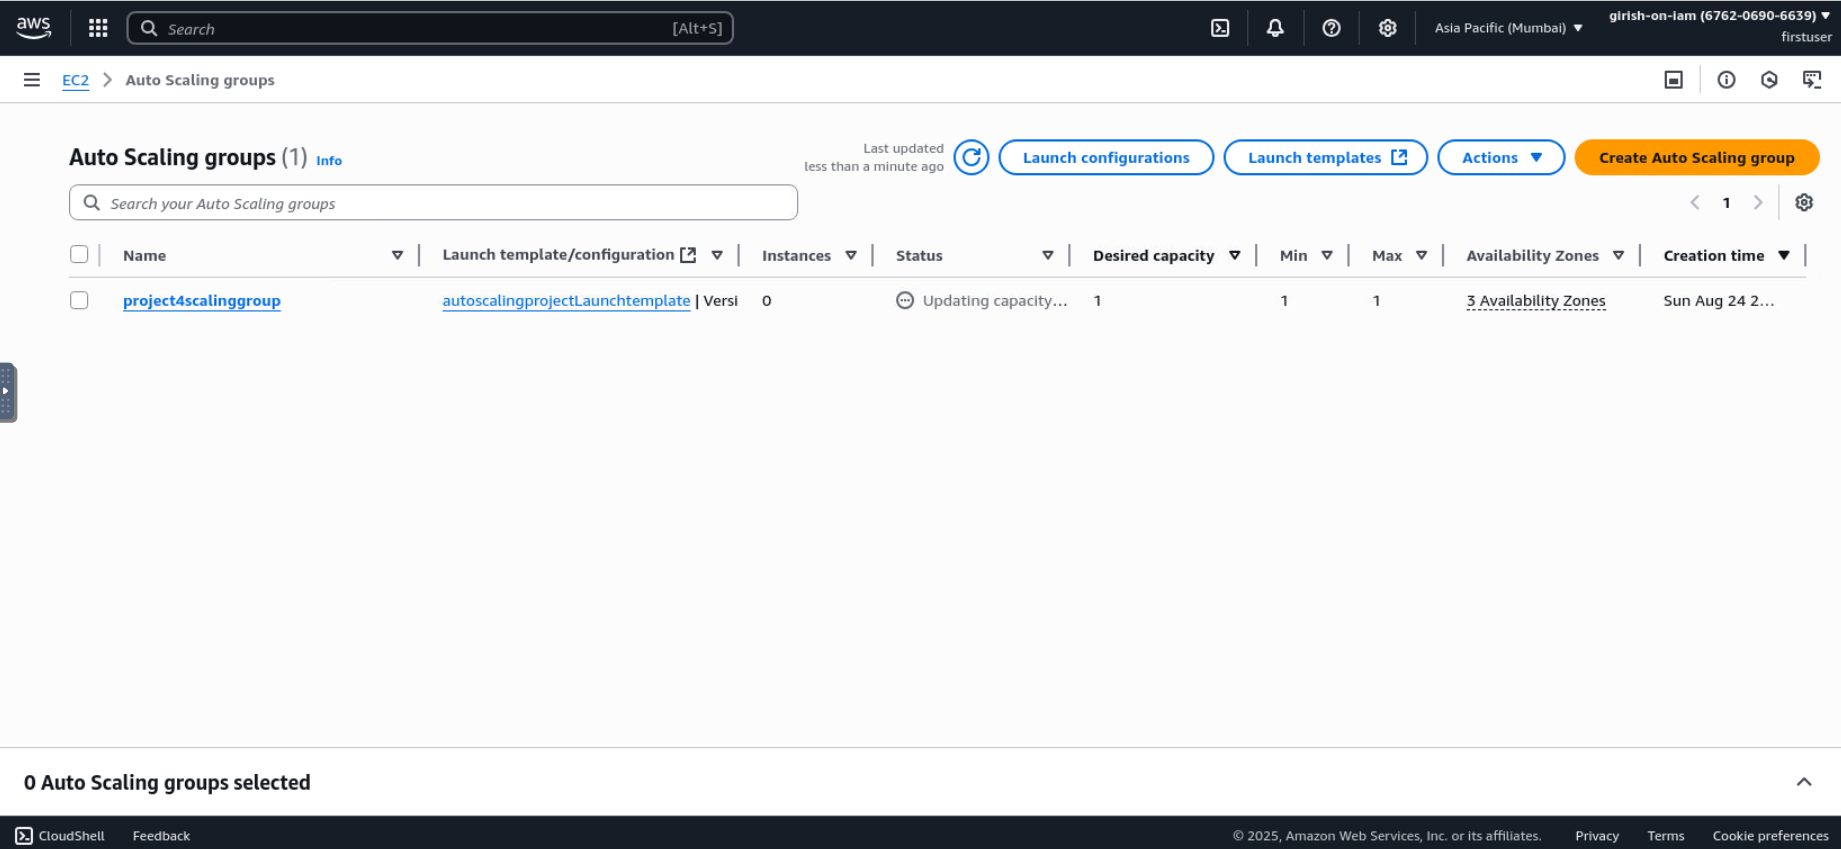 aws
Search [Alt+S]
Asia Pacific (Mumbai)
girish-on-iam (6762-0690-6639)
firstuser
EC2 Auto Scaling groups
Auto Scaling groups (1) Info
Last updated
less than a minute ago
Launch configurations
Launch templates
Actions
Create Auto Scaling group
Search your Auto Scaling groups
1
Name Launch template/configuration Instances Status Desired capacity Min Max Availability Zones Creation time
project4scalinggroup autoscalingprojectLaunchtemplate | Versi 0 Updating capacity... 1 1 1 3 Availability Zones Sun Aug 24 2...
0 Auto Scaling groups selected
CloudShell Feedback © 2025, Amazon Web Services, Inc. or its affiliates. Privacy Terms Cookie preferences